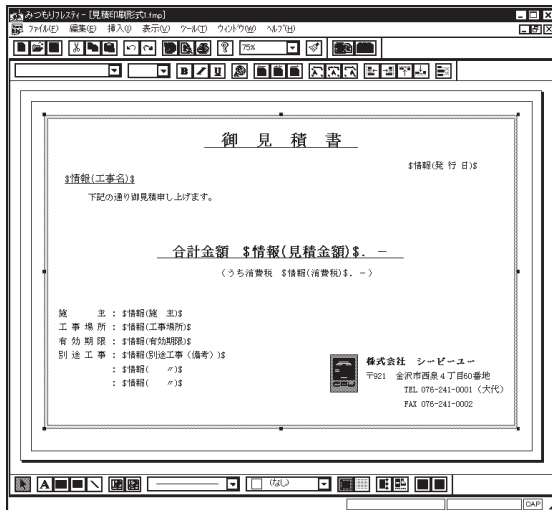 みつもりフレスティ - [見積印刷形式1.fmp]
ファイル(F) 編集(E) 挿入(I) 表示(V) ツール(T) ウィンドウ(W) ヘルプ(H)
75%
B I U
御見積書
$情報(発 行 日)$
$情報(工事名)$
下記の通り御見積申し上げます。
合計金額 $情報(見積金額)$. −
(うち消費税 $情報(消費税)$. −)
施 主 : $情報(施 主)$
工事場所 : $情報(工事場所)$
有効期限 : $情報(有効期限)$
別途工事 : $情報(別途工事(備考))$
: $情報( 〃)$
: $情報( 〃)$
株式会社 シーピーユー
〒921 金沢市西泉4丁目60番地
TEL 076-241-0001 (大代)
FAX 076-241-0002
A
(なし)
CAP